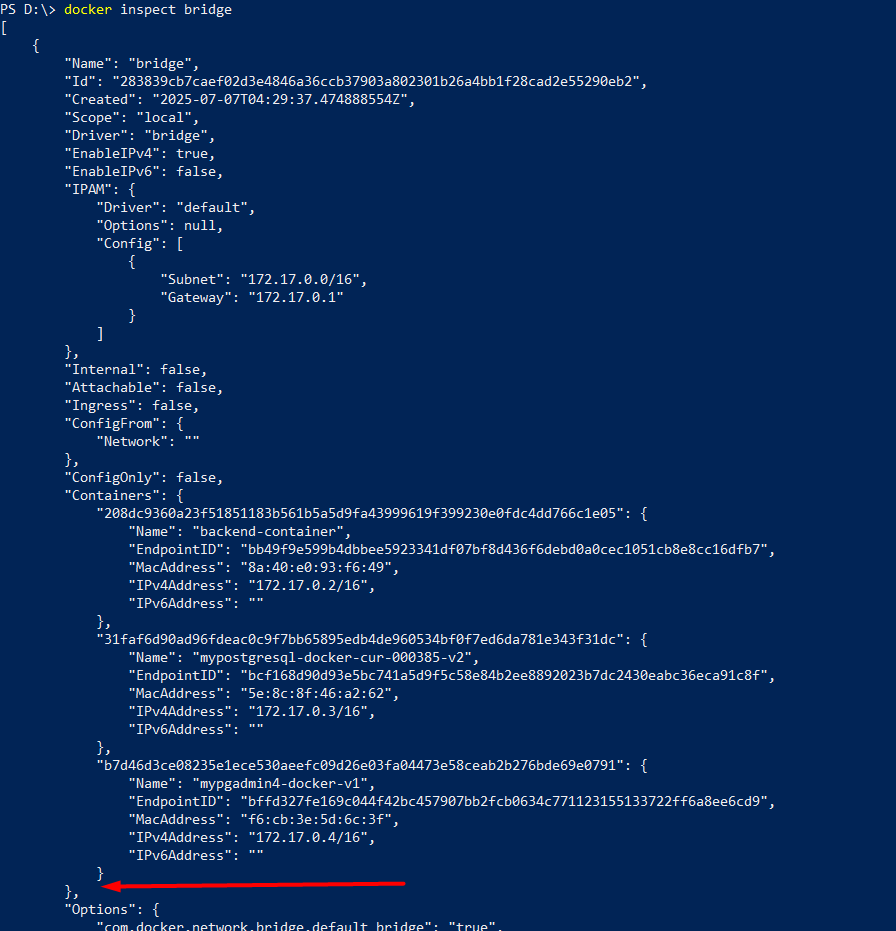 PS D:\> docker inspect bridge
[
    {
        "Name": "bridge",
        "Id": "283839cb7caef02d3e4846a36ccb37903a802301b26a4bb1f28cad2e55290eb2",
        "Created": "2025-07-07T04:29:37.474888554Z",
        "Scope": "local",
        "Driver": "bridge",
        "EnableIPv4": true,
        "EnableIPv6": false,
        "IPAM": {
            "Driver": "default",
            "Options": null,
            "Config": [
                {
                    "Subnet": "172.17.0.0/16",
                    "Gateway": "172.17.0.1"
                }
            ]
        },
        "Internal": false,
        "Attachable": false,
        "Ingress": false,
        "ConfigFrom": {
            "Network": ""
        },
        "ConfigOnly": false,
        "Containers": {
            "208dc9360a23f51851183b561b5a5d9fa43999619f399230e0fdc4dd766c1e05": {
                "Name": "backend-container",
                "EndpointID": "bb49f9e599b4dbbee5923341df07bf8d436f6debd0a0cec1051cb8e8cc16dfb7",
                "MacAddress": "8a:40:e0:93:f6:49",
                "IPv4Address": "172.17.0.2/16",
                "IPv6Address": ""
            },
            "31faf6d90ad96fdeac0c9f7bb65895edb4de960534bf0f7ed6da781e343f31dc": {
                "Name": "mypostgresql-docker-cur-000385-v2",
                "EndpointID": "bcf168d90d93e5bc741a5d9f5c58e84b2ee8892023b7dc2430eabc36eca91c8f",
                "MacAddress": "5e:8c:8f:46:a2:62",
                "IPv4Address": "172.17.0.3/16",
                "IPv6Address": ""
            },
            "b7d46d3ce08235e1ece530aeefc09d26e03fa04473e58ceab2b276bde69e0791": {
                "Name": "mypgadmin4-docker-v1",
                "EndpointID": "bffd327fe169c044f42bc457907bb2fcb0634c771123155133722ff6a8ee6cd9",
                "MacAddress": "f6:cb:3e:5d:6c:3f",
                "IPv4Address": "172.17.0.4/16",
                "IPv6Address": ""
            }
        },
        "Options": {
            "com.docker.network.bridge.default_bridge": "true",